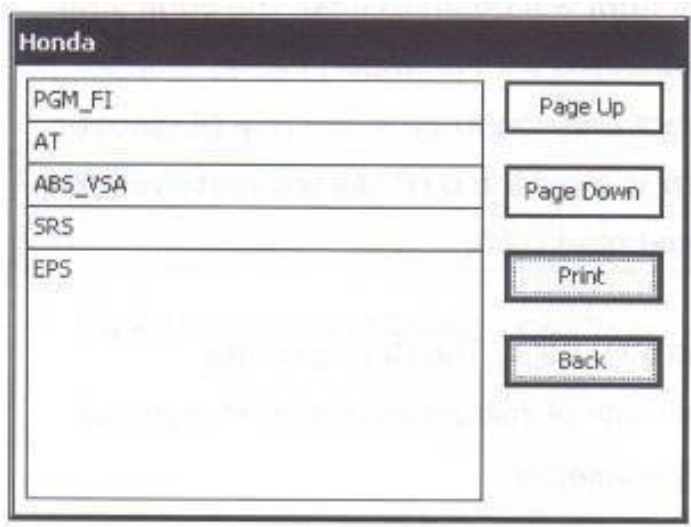 Honda
PGM_FI
AT
ABS_VSA
SRS
EPS
Page Up
Page Down
Print
Back